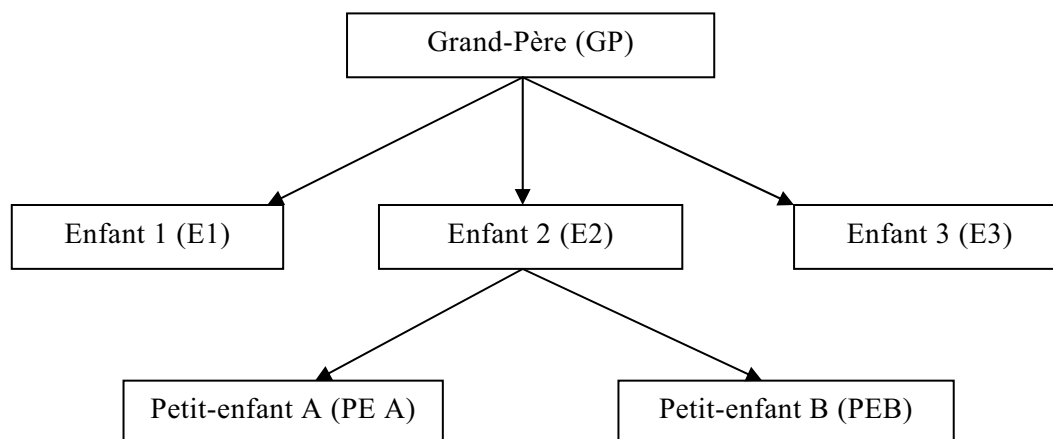 Grand-Père (GP)
Enfant 1 (E1)
Enfant 2 (E2)
Enfant 3 (E3)
Petit-enfant A (PE A)
Petit-enfant B (PEB)